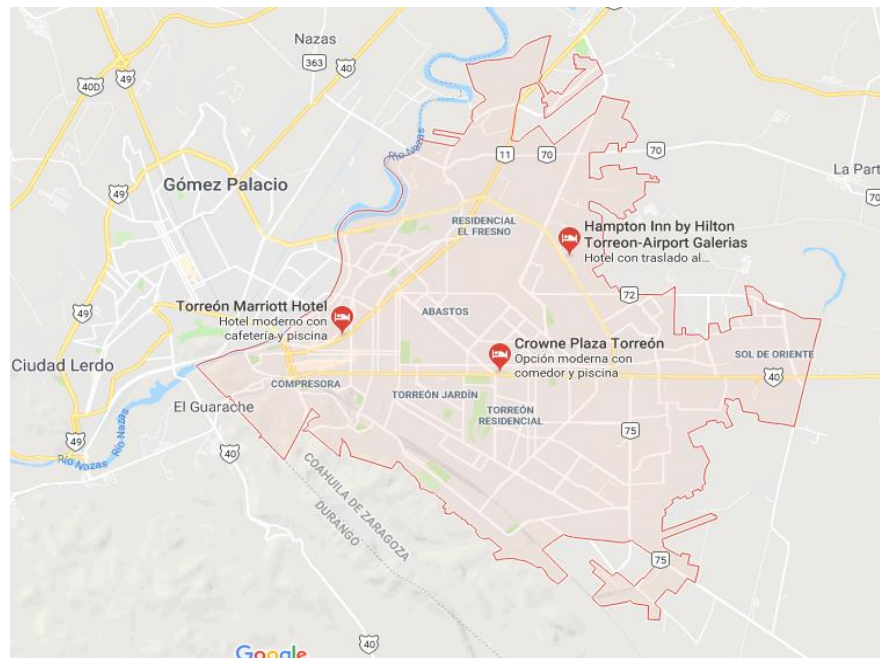 Nazas
40
363
49
40D
Río Nazas
11
70
70
La Part
70
Gómez Palacio
49
RESIDENCIAL
EL FRESNO
Hampton Inn by Hilton
Torreon-Airport Galerias
Hotel con traslado al...
49
72
Torreón Marriott Hotel
Hotel moderno con
cafetería y piscina
ABASTOS
Crowne Plaza Torreón
Opción moderna con
comedor y piscina
SOL DE ORIENTE
40
Ciudad Lerdo
COMPRESORA
TORREÓN JARDÍN
El Guarache
TORREÓN
RESIDENCIAL
75
49
Río Nazas
Río Nazas
40
COAHUILA DE ZARAGOZA
DURANGO
75
40
Google